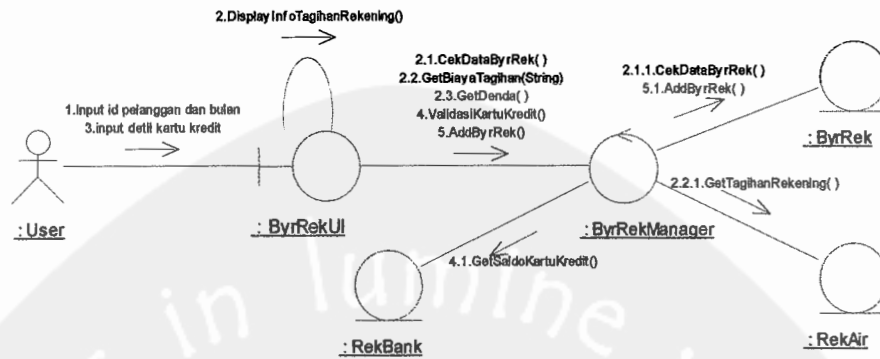 2.DisplayInfoTagihanRekening()
2.1.CekDataByrRek( )
2.2.GetBiayaTagihan(String)
2.3.GetDenda( )
4.ValidasiKartuKredit()
5.AddByrRek()
2.1.1.CekDataByrRek( )
5.1.AddByrRek( )
1.Input id pelanggan dan bulan
3.input detil kartu kredit
: ByrRek
2.2.1.GetTagihanRekening( )
: User
: ByrRekUI
: ByrRekManager
4.1.GetSaldoKartuKredit()
: RekBank
: RekAir
in lumine